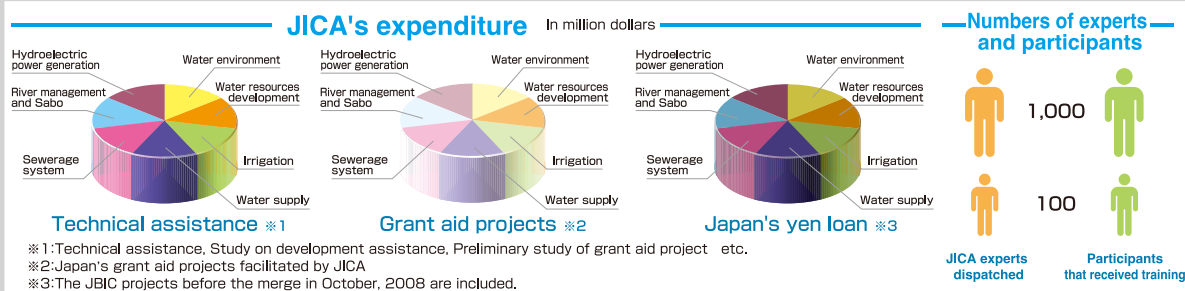 JICA's expenditure In million dollars
Hydroelectric
power generation
Water environment
River management
and Sabo
Water resources
development
Sewerage
system
Irrigation
Water supply
Technical assistance ※1
Hydroelectric
power generation
Water environment
River management
and Sabo
Water resources
development
Sewerage
system
Irrigation
Water supply
Grant aid projects ※2
Hydroelectric
power generation
Water environment
River management
and Sabo
Water resources
development
Sewerage
system
Irrigation
Water supply
Japan's yen loan ※3
※1:Technical assistance, Study on development assistance, Preliminary study of grant aid project etc.
※2:Japan's grant aid projects facilitated by JICA
※3:The JBIC projects before the merge in October, 2008 are included.
Numbers of experts
and participants
1,000
100
JICA experts
dispatched
Participants
that received training